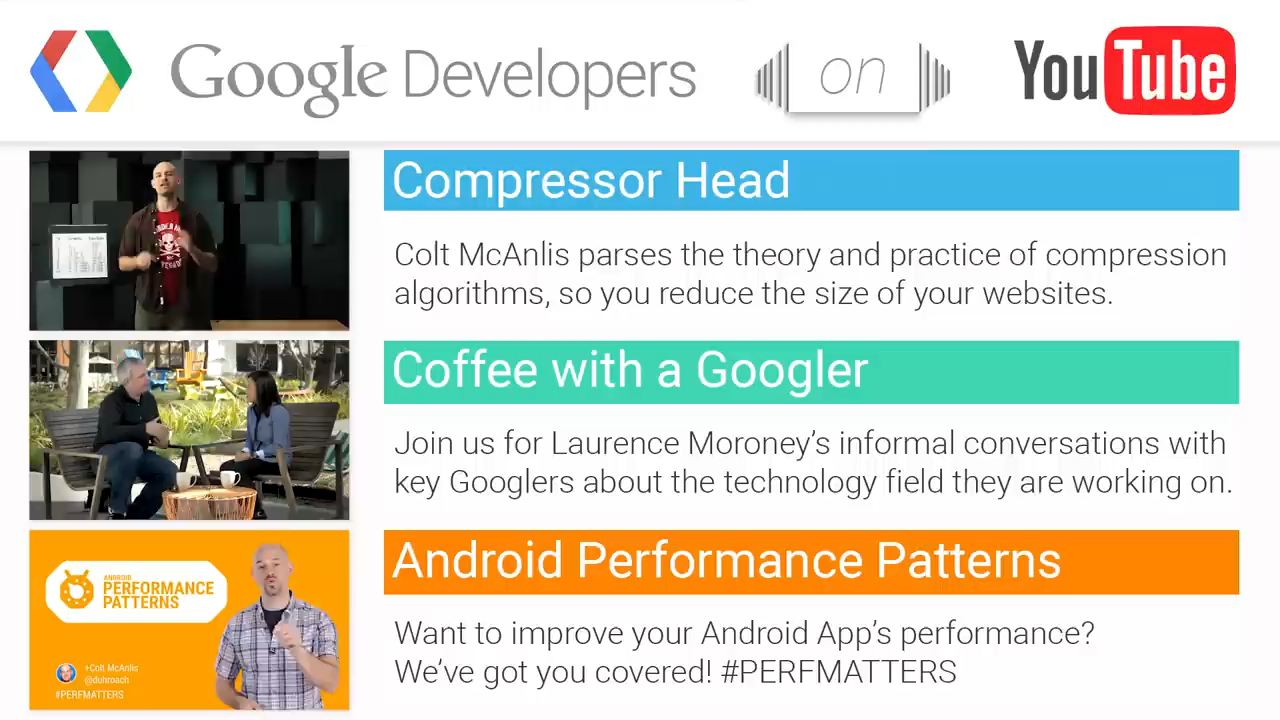 Google Developers
on
YouTube
Compressor Head
Colt McAnlis parses the theory and practice of compression
algorithms, so you reduce the size of your websites.
Coffee with a Googler
Join us for Laurence Moroney’s informal conversations with
key Googlers about the technology field they are working on.
ANDROID
PERFORMANCE
PATTERNS
+Colt McAnlis
@duhroach
#PERFMATTERS
Android Performance Patterns
Want to improve your Android App’s performance?
We’ve got you covered! #PERFMATTERS